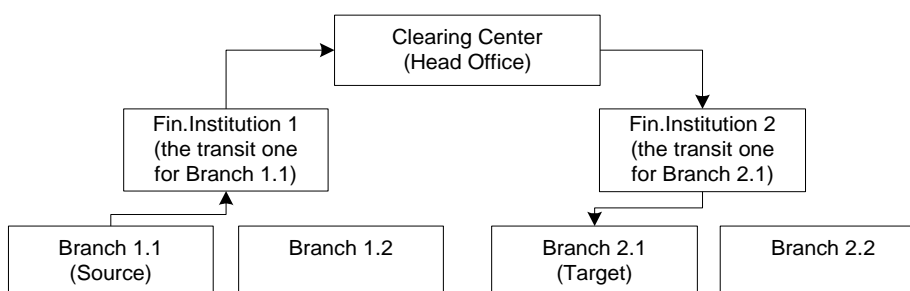 Clearing Center
(Head Office)
Fin.Institution 1
(the transit one
for Branch 1.1)
Fin.Institution 2
(the transit one
for Branch 2.1)
Branch 1.1
(Source)
Branch 1.2
Branch 2.1
(Target)
Branch 2.2